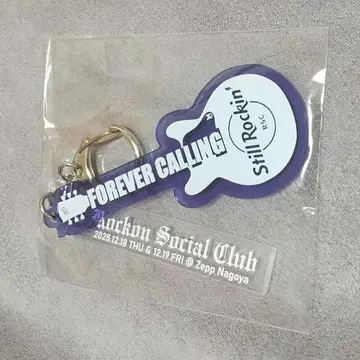 FOREVER CALLING
Still Rockin'
RSC
Rockon Social Club
2025.12.18 THU & 12.19 FRI @ Zepp Nagoya